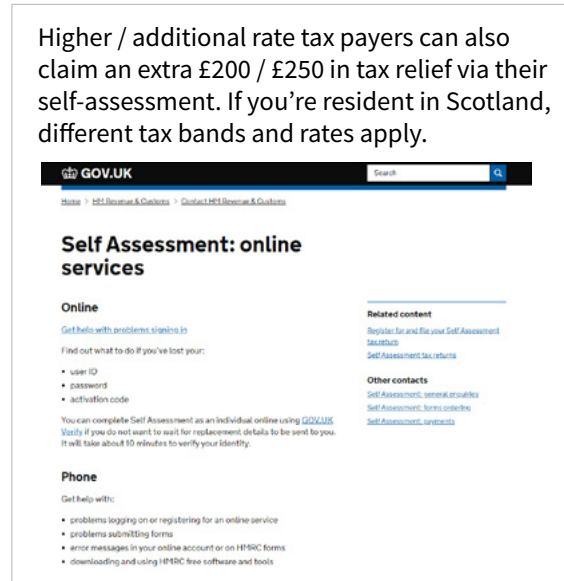 Higher / additional rate tax payers can also
claim an extra £200 / £250 in tax relief via their
self-assessment. If you’re resident in Scotland,
different tax bands and rates apply.
GOV.UK
Search
Home > HM Revenue & Customs > Contact HM Revenue & Customs
Self Assessment: online
services
Online
Get help with problems signing in
Find out what to do if you've lost your:
• user ID
• password
• activation code
You can complete Self Assessment as an individual online using GOV.UK
Verify if you do not want to wait for replacement details to be sent to you.
It will take about 10 minutes to verify your identity.
Phone
Get help with:
• problems logging on or registering for an online service
• problems submitting forms
• error messages in your online account or on HMRC forms
• downloading and using HMRC free software and tools
Related content
Register for and file your Self Assessment
tax return
Self Assessment tax returns
Other contacts
Self Assessment: general enquiries
Self Assessment: forms ordering
Self Assessment: payments